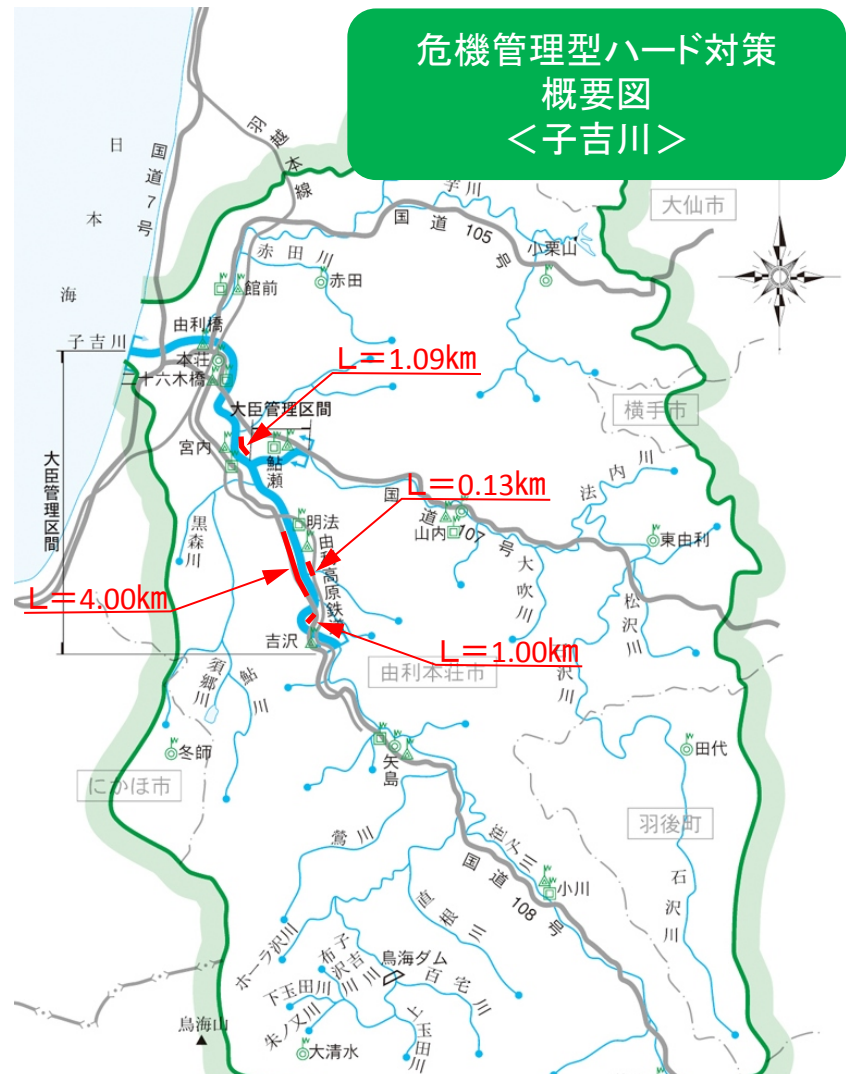 危機管理型ハード対策
概要図
＜子吉川＞
日本海
国道7号
羽越本線
芋川
国道105号
大仙市
小栗山
赤田川
赤田
館前
由利橋
子吉川
本荘
二十六木橋
L＝1.09km
大臣管理区間
横手市
宮内
鮎瀬
大臣管理区間
L＝0.13km
法内川
国道107号
山内
東由利
黒森川
明法
由利高原鉄道
大吹川
松沢川
L＝4.00km
吉沢
L＝1.00km
須郷川
鮎川
由利本荘市
冬師
矢島
田代
にかほ市
羽後町
鶯川
笹子川
国道108号
小川
石沢川
直根川
ホーラ沢川
布沢川
子吉川
鳥海ダム
百宅川
下玉田川
朱ノ又川
上玉田川
鳥海山
大清水